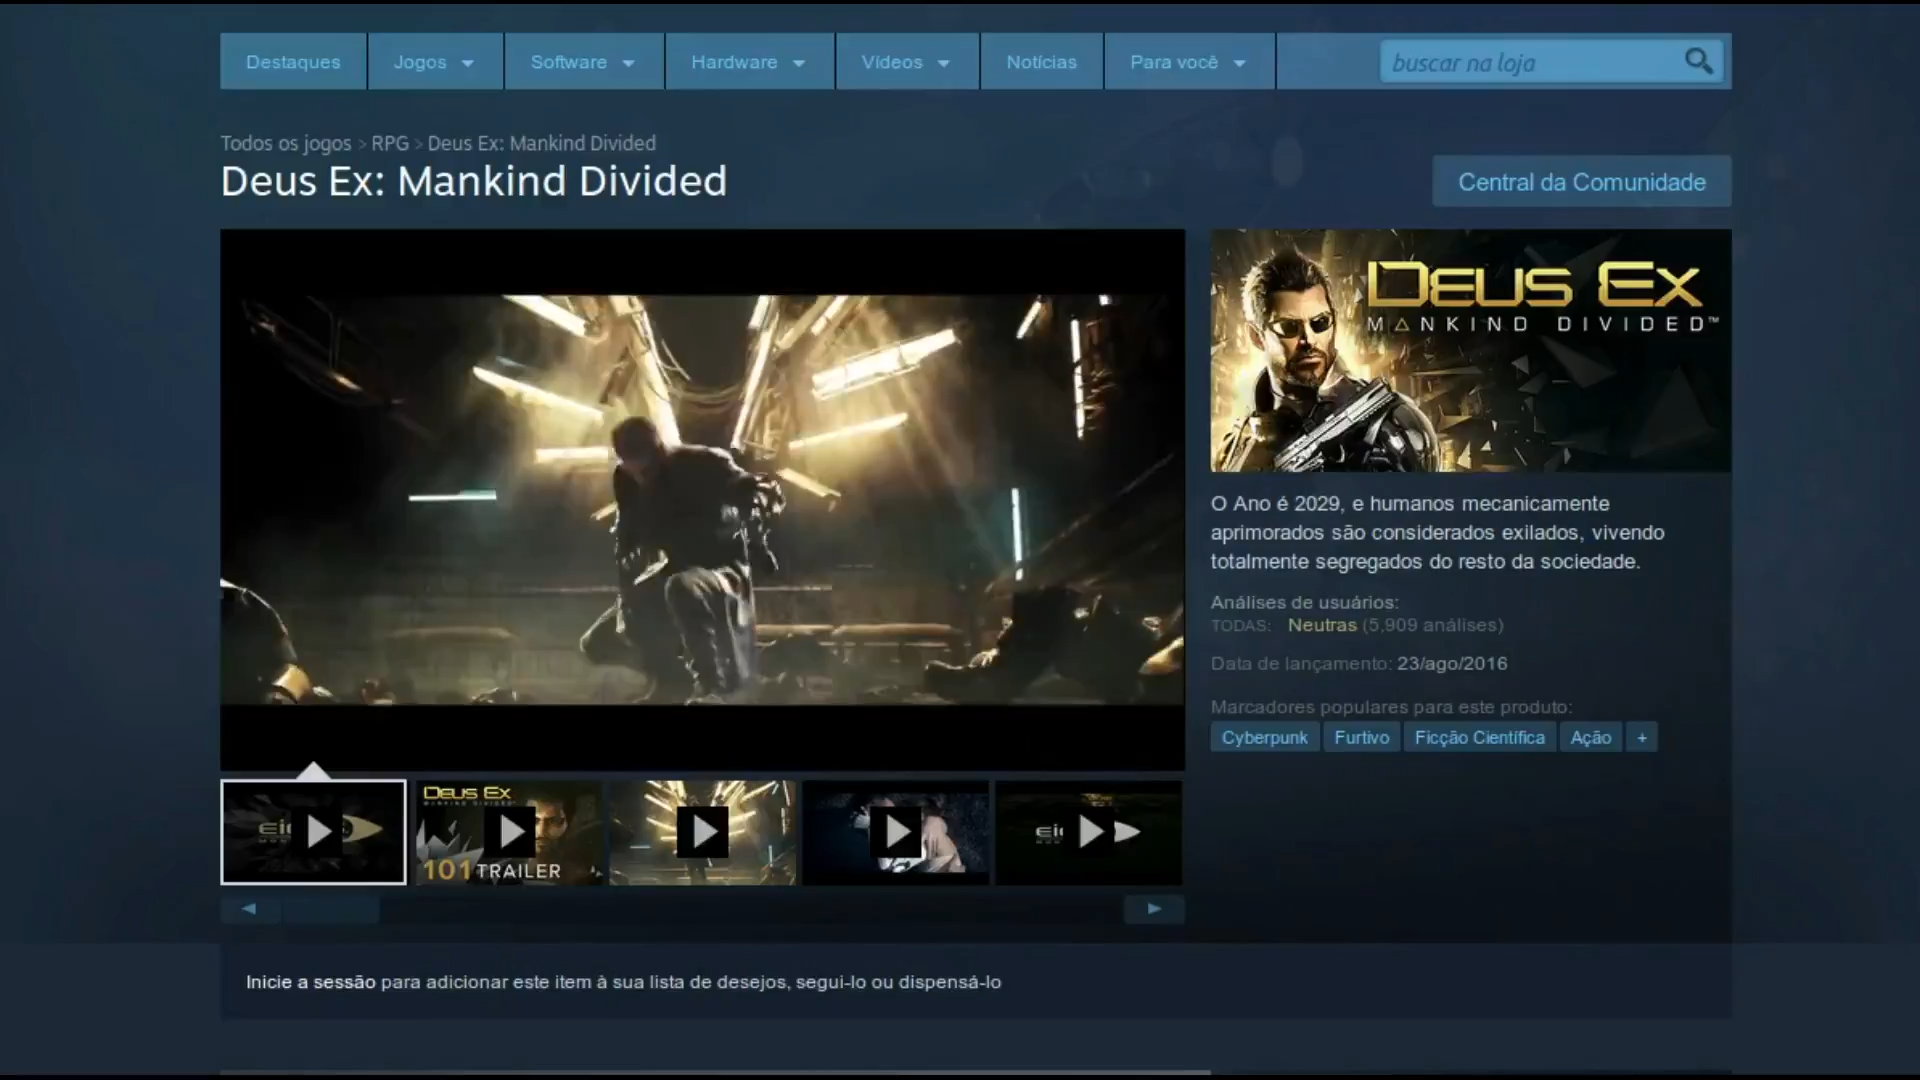 Destaques
Jogos
Software
Hardware
Vídeos
Notícias
Para você
buscar na loja
Todos os jogos > RPG > Deus Ex: Mankind Divided
Deus Ex: Mankind Divided
Central da Comunidade
DEUS EX
MANKIND DIVIDED™
O Ano é 2029, e humanos mecanicamente
aprimorados são considerados exilados, vivendo
totalmente segregados do resto da sociedade.
Análises de usuários:
TODAS: Neutras (5,909 análises)
Data de lançamento: 23/ago/2016
Marcadores populares para este produto:
Cyberpunk
Furtivo
Ficção Científica
Ação
+
DEUS EX
MANKIND DIVIDED
101 TRAILER
Inicie a sessão para adicionar este item à sua lista de desejos, segui-lo ou dispensá-lo